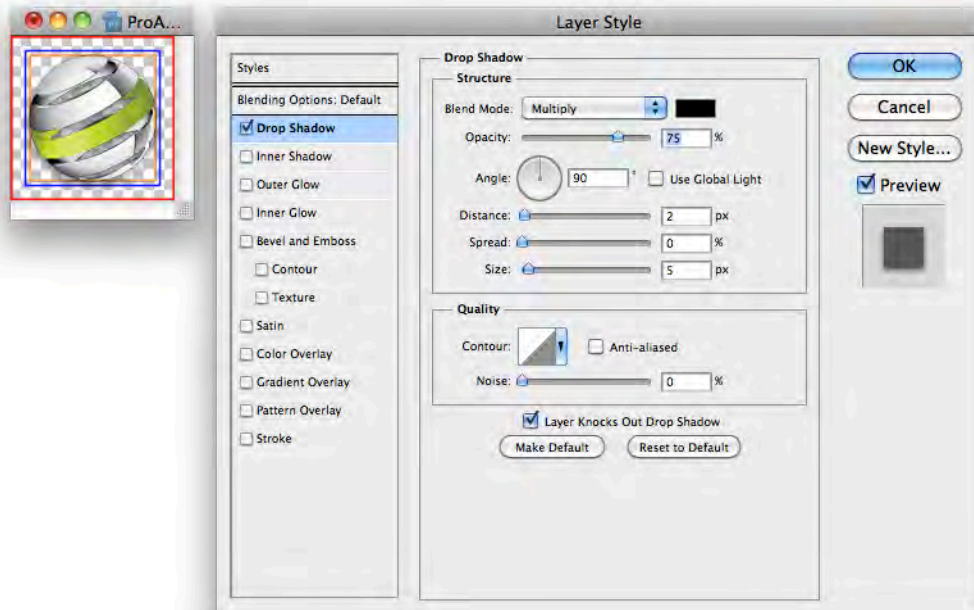 ProA...
Layer Style
Styles
Blending Options: Default
Drop Shadow
Inner Shadow
Outer Glow
Inner Glow
Bevel and Emboss
Contour
Texture
Satin
Color Overlay
Gradient Overlay
Pattern Overlay
Stroke
Drop Shadow
Structure
Blend Mode: Multiply
Opacity: 75 %
Angle: 90 ° Use Global Light
Distance: 2 px
Spread: 0 %
Size: 5 px
Quality
Contour: Anti-aliased
Noise: 0 %
Layer Knocks Out Drop Shadow
Make Default Reset to Default
OK
Cancel
New Style...
Preview